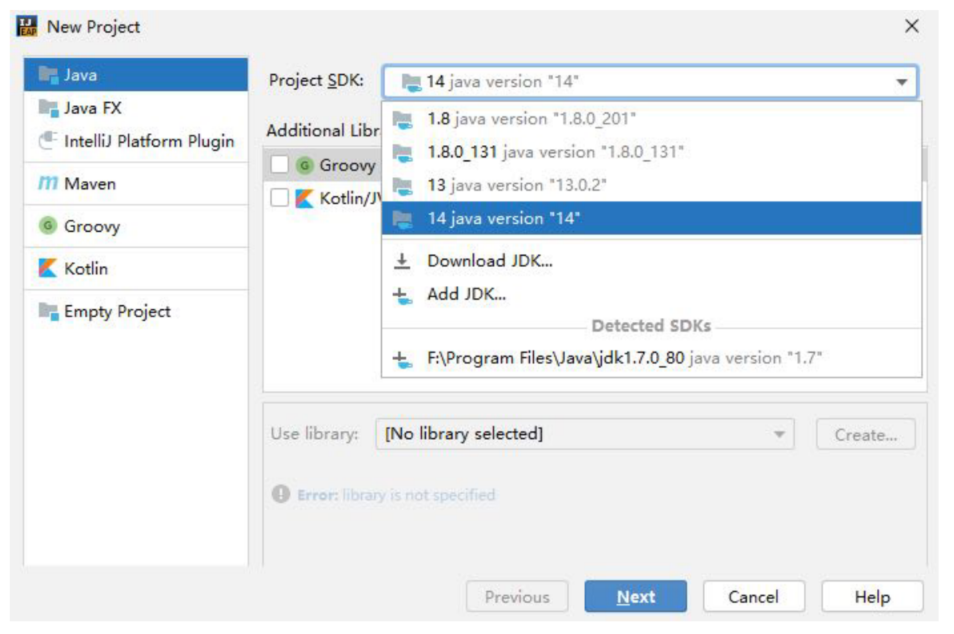 IJ
EAP
New Project
Java
Java FX
IntelliJ Platform Plugin
m Maven
G Groovy
Kotlin
Empty Project
Project SDK: 14 java version "14"
Additional Libr
G Groovy
Kotlin/J
1.8 java version "1.8.0_201"
1.8.0_131 java version "1.8.0_131"
13 java version "13.0.2"
14 java version "14"
Download JDK...
Add JDK...
Detected SDKs
F:\Program Files\Java\jdk1.7.0_80 java version "1.7"
Use library: [No library selected] Create...
Error: library is not specified
Previous Next Cancel Help